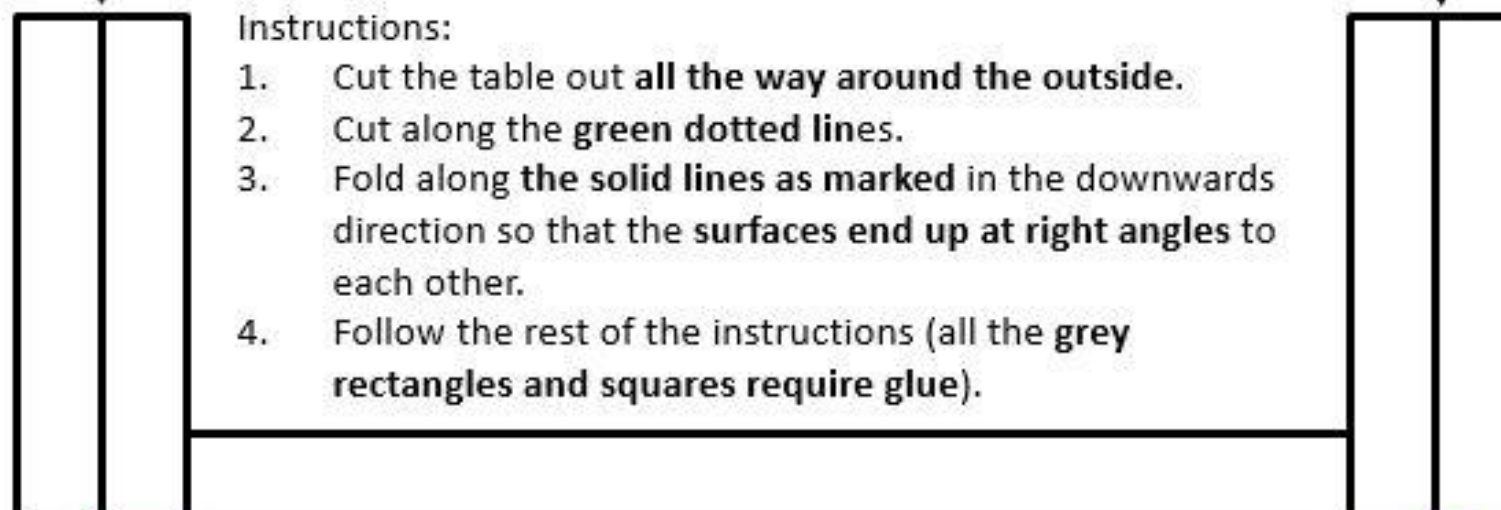 Instructions:
1. Cut the table out all the way around the outside.
2. Cut along the green dotted lines.
3. Fold along the solid lines as marked in the downwards
direction so that the surfaces end up at right angles to
each other.
4. Follow the rest of the instructions (all the grey
rectangles and squares require glue).